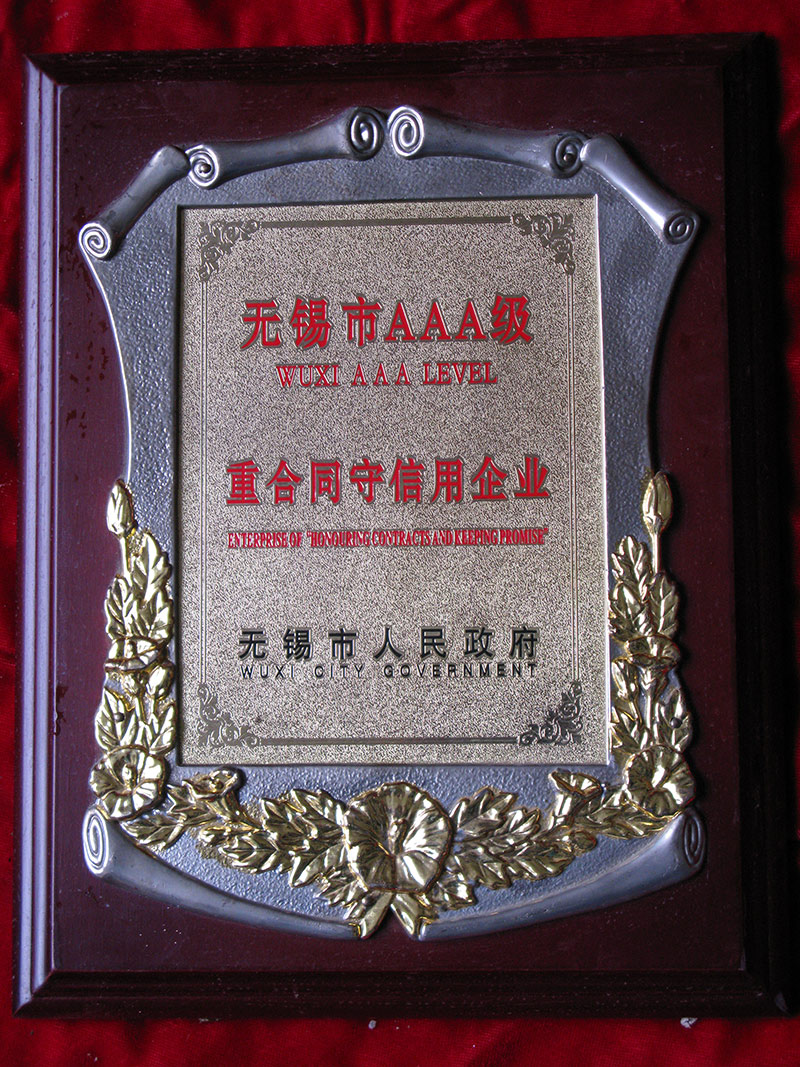 无锡市AAA级
WUXI AAA LEVEL
重合同守信用企业
ENTERPRISE OF "HONOURING CONTRACTS AND KEEPING PROMISE"
无锡市人民政府
WUXI CITY GOVERNMENT